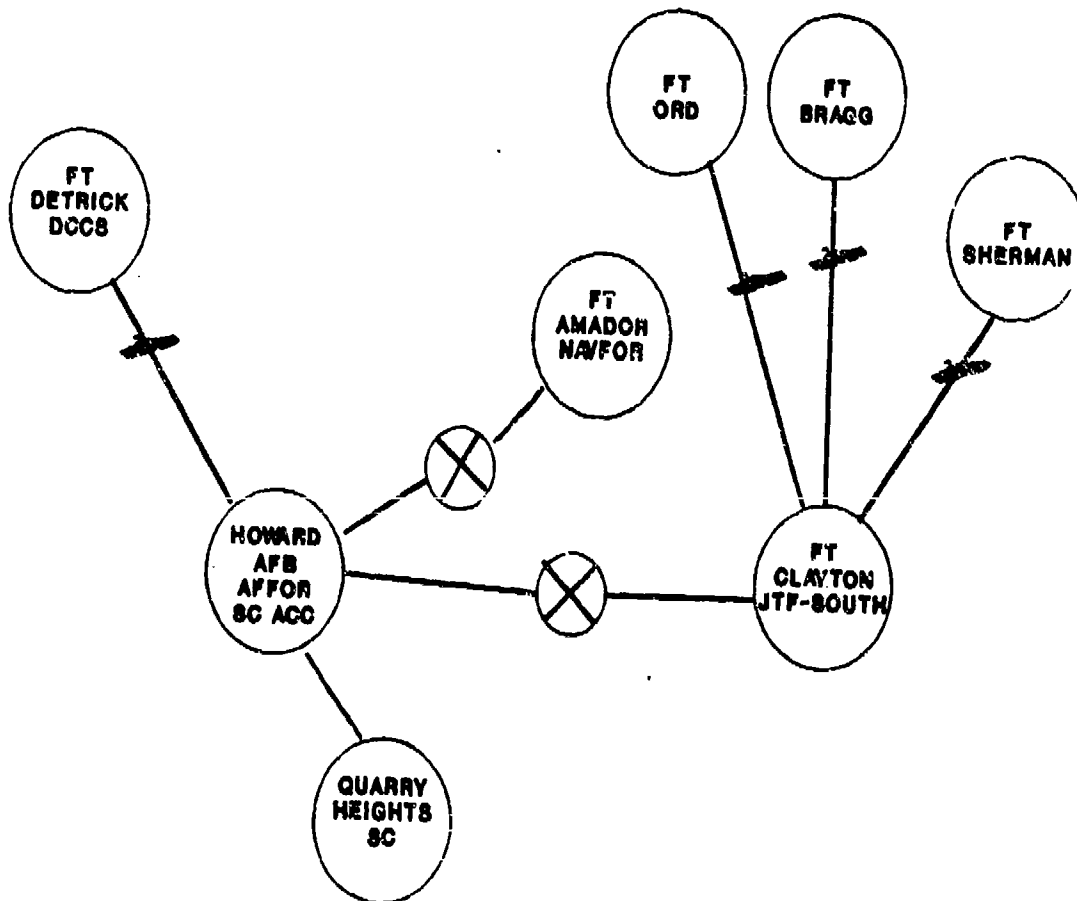 FT
ORD
FT
BRAGG
FT
DETRICK
DCCS
FT
SHERMAN
FT
AMADOR
NAVFOR
HOWARD
AFB
AFFOR
SC ACC
FT
CLAYTON
JTF-SOUTH
QUARRY
HEIGHTS
SC